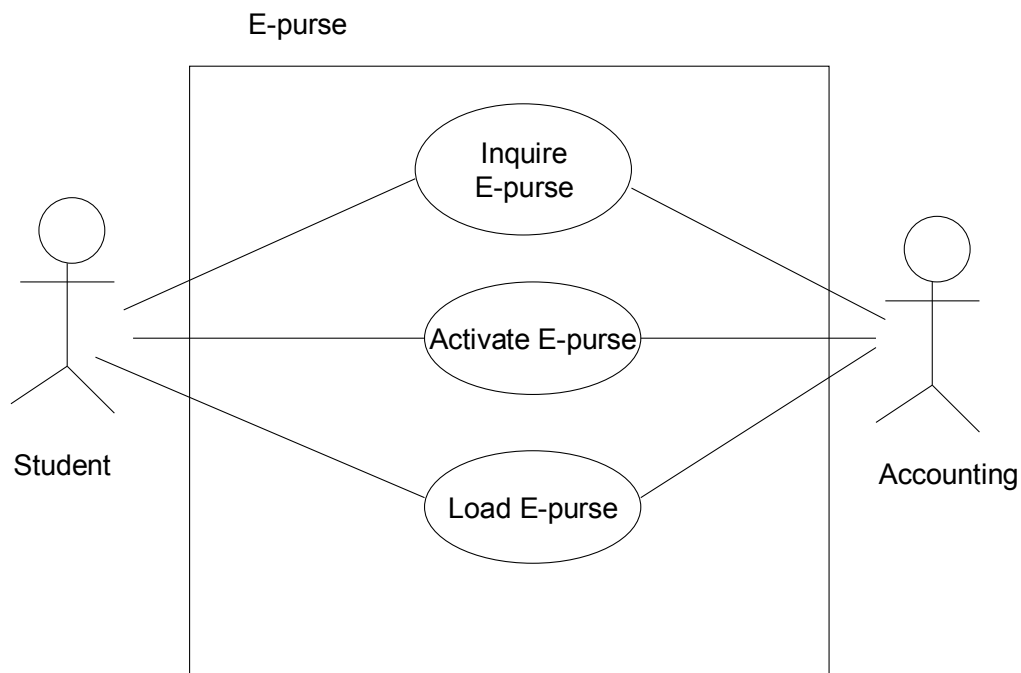 E-purse
Inquire
E-purse
Activate E-purse
Student
Load E-purse
Accounting